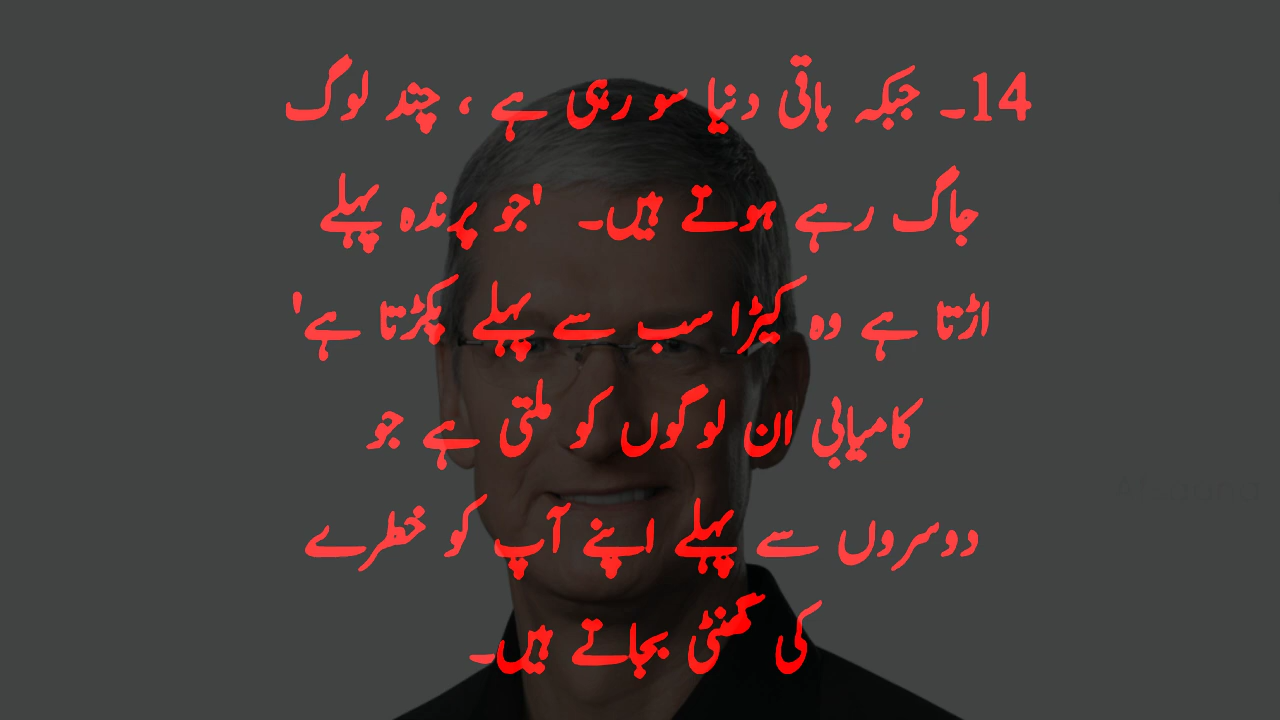 14۔ جبکہ باقی دنیا سو رہی ہے ، چند لوگ
جاگ رہے ہوتے ہیں۔ 'جو پرندہ پہلے
اڑتا ہے وہ کیڑا سب سے پہلے پکڑتا ہے'
کامیابی ان لوگوں کو ملتی ہے جو
دوسروں سے پہلے اپنے آپ کو خطرے
کی گھنٹی بجاتے ہیں۔